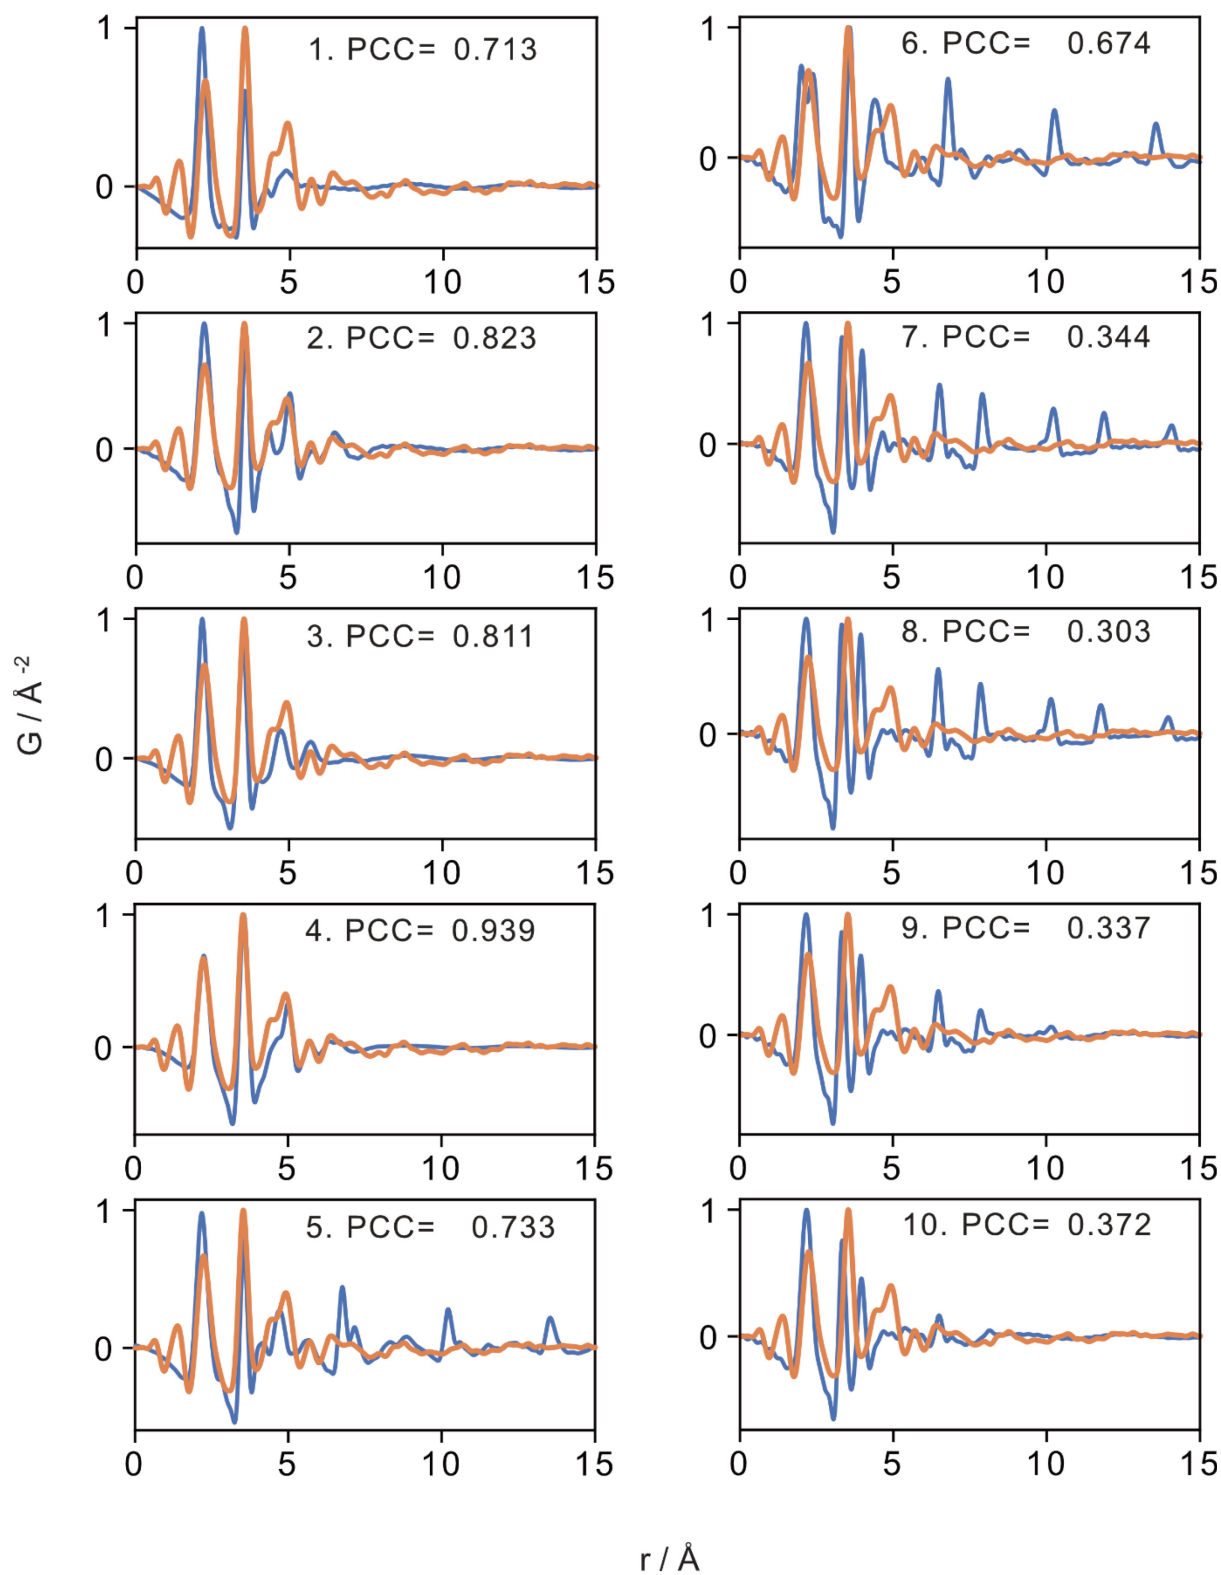 1. PCC= 0.713
1
0
0 5 10 15
2. PCC= 0.823
1
0
0 5 10 15
3. PCC= 0.811
1
0
0 5 10 15
4. PCC= 0.939
1
0
0 5 10 15
5. PCC= 0.733
1
0
0 5 10 15
6. PCC= 0.674
1
0
0 5 10 15
7. PCC= 0.344
1
0
0 5 10 15
8. PCC= 0.303
1
0
0 5 10 15
9. PCC= 0.337
1
0
0 5 10 15
10. PCC= 0.372
1
0
0 5 10 15
G / Å -2
r / Å